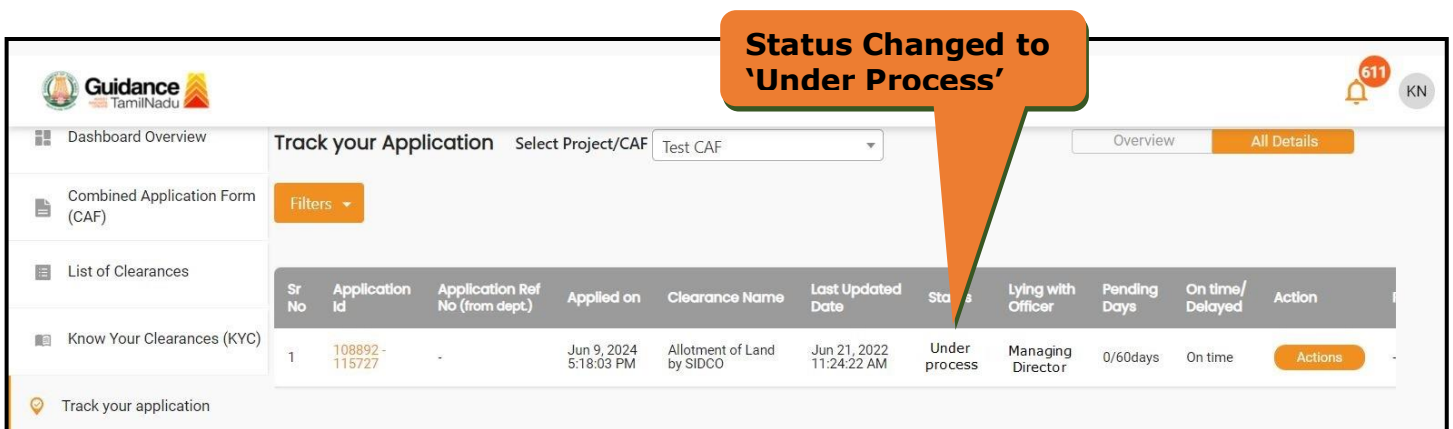 Status Changed to
‘Under Process’
Guidance
TamilNadu
611
KN
Dashboard Overview
Track your Application
Select Project/CAF
Test CAF
Overview
All Details
Combined Application Form
(CAF)
Filters
List of Clearances
Sr
No
Application
Id
Application Ref
No (from dept.)
Applied on
Clearance Name
Last Updated
Date
Lying with
Officer
Pending
Days
On time/
Delayed
Action
Know Your Clearances (KYC)
1
108892 -
115727
-
Jun 9, 2024
5:18:03 PM
Allotment of Land
by SIDCO
Jun 21, 2022
11:24:22 AM
Under
process
Managing
Director
0/60days
On time
Actions
Track your application